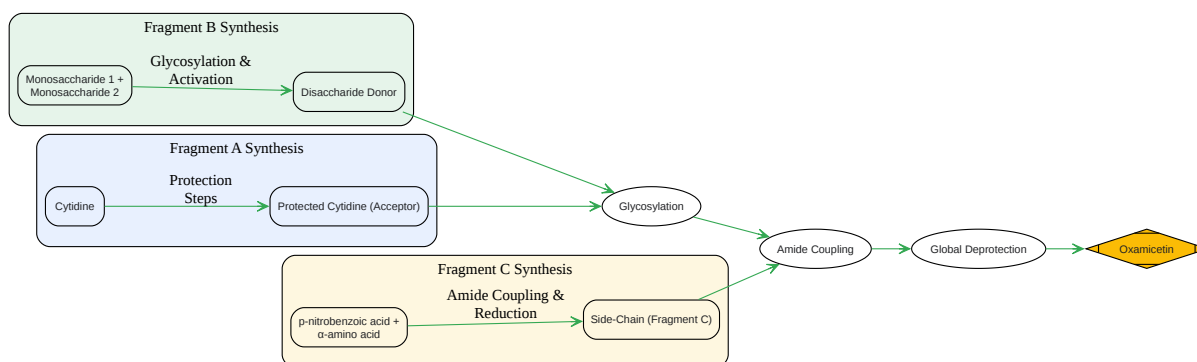 Fragment B Synthesis
Monosaccharide 1 +
Monosaccharide 2
Glycosylation &
Activation
Disaccharide Donor
Fragment A Synthesis
Cytidine
Protection
Steps
Protected Cytidine (Acceptor)
Glycosylation
Amide Coupling
Global Deprotection
Oxamicetin
Fragment C Synthesis
p-nitrobenzoic acid +
α-amino acid
Amide Coupling &
Reduction
Side-Chain (Fragment C)